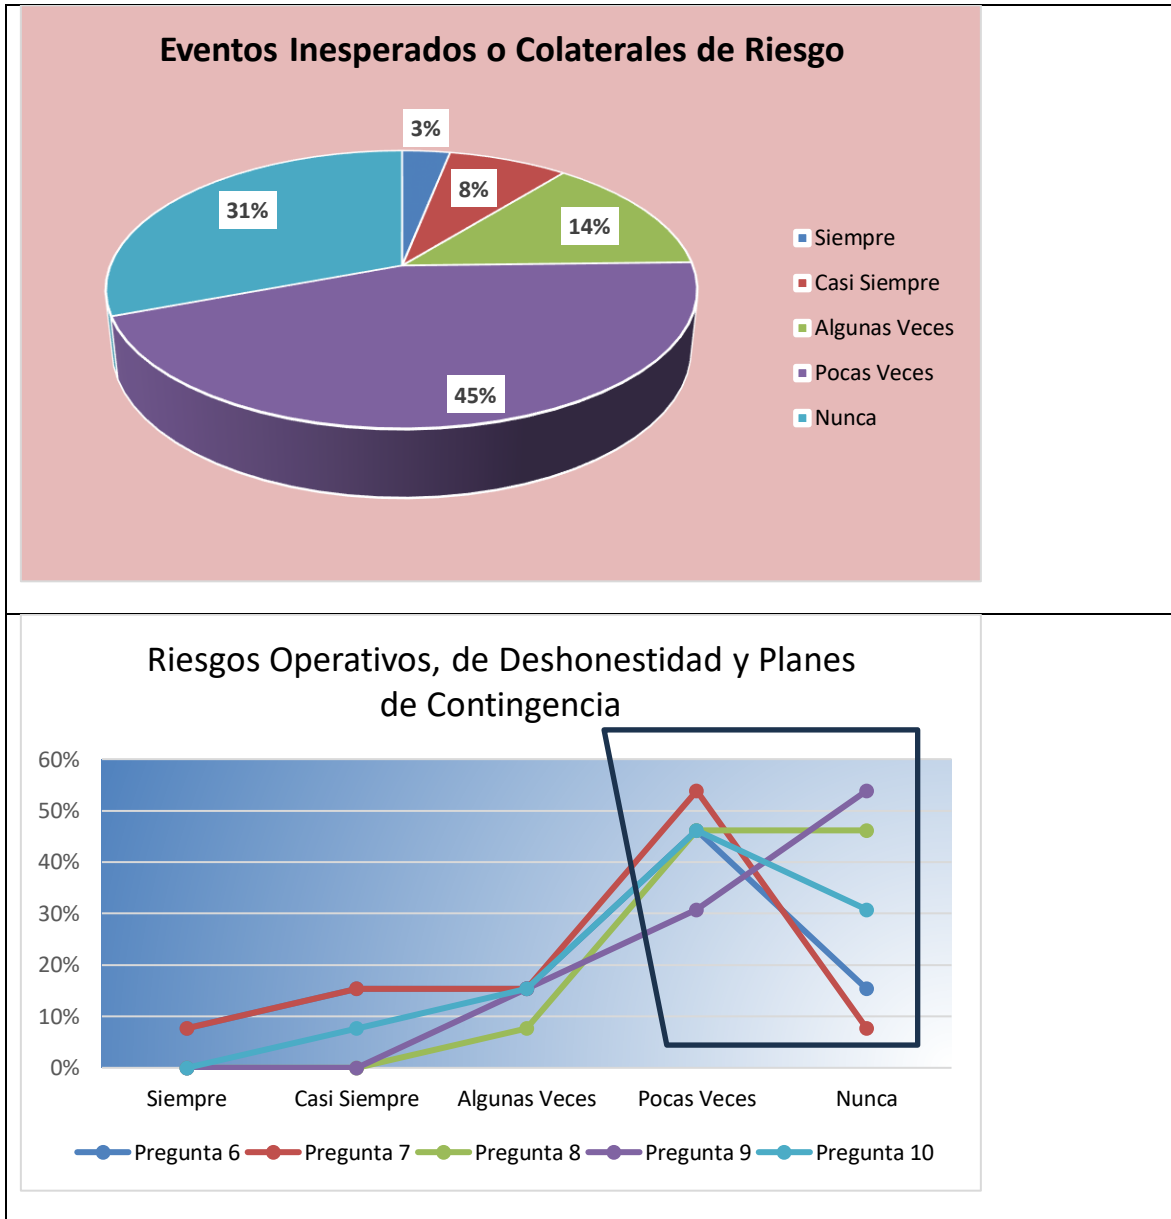 Eventos Inesperados o Colaterales de Riesgo
3%
8%
14%
31%
45%
Siempre
Casi Siempre
Algunas Veces
Pocas Veces
Nunca
Riesgos Operativos, de Deshonestidad y Planes
de Contingencia
60%
50%
40%
30%
20%
10%
0%
Siempre Casi Siempre Algunas Veces Pocas Veces Nunca
Pregunta 6 Pregunta 7 Pregunta 8 Pregunta 9 Pregunta 10